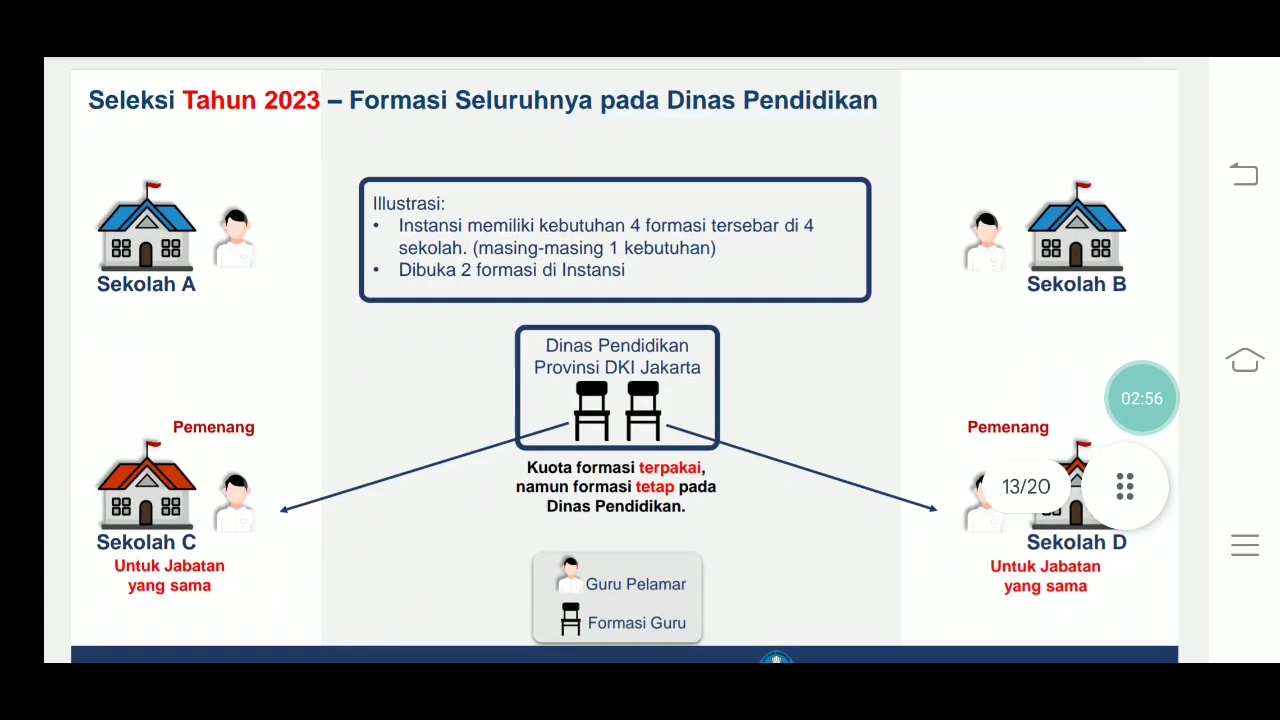 Seleksi Tahun 2023 – Formasi Seluruhnya pada Dinas Pendidikan
Illustrasi:
• Instansi memiliki kebutuhan 4 formasi tersebar di 4
sekolah. (masing-masing 1 kebutuhan)
• Dibuka 2 formasi di Instansi
Sekolah A
Sekolah B
Dinas Pendidikan
Provinsi DKI Jakarta
02:56
Pemenang
Pemenang
Kuota formasi terpakai,
namun formasi tetap pada
Dinas Pendidikan.
13/20
Sekolah C
Untuk Jabatan
yang sama
Sekolah D
Untuk Jabatan
yang sama
Guru Pelamar
Formasi Guru